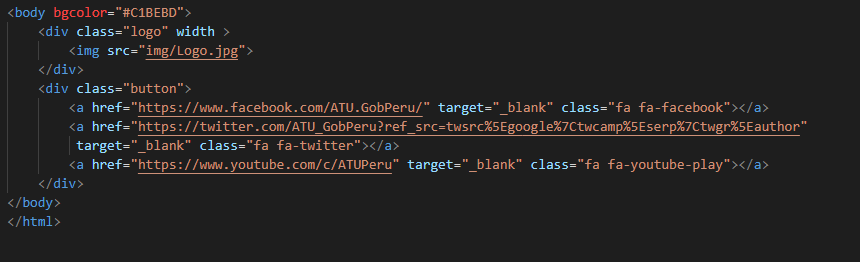 <body bgcolor="#C1BEBD">
<div class="logo" width >
<img src="img/Logo.jpg">
</div>
<div class="button">
<a href="https://www.facebook.com/ATU.GobPeru/" target="_blank" class="fa fa-facebook"></a>
<a href="https://twitter.com/ATU_GobPeru?ref_src=twsrc%5Egoogle%7Ctwcamp%5Eserp%7Ctwgr%5Eauthor"
target="_blank" class="fa fa-twitter"></a>
<a href="https://www.youtube.com/c/ATUPeru" target="_blank" class="fa fa-youtube-play"></a>
</div>
</body>
</html>